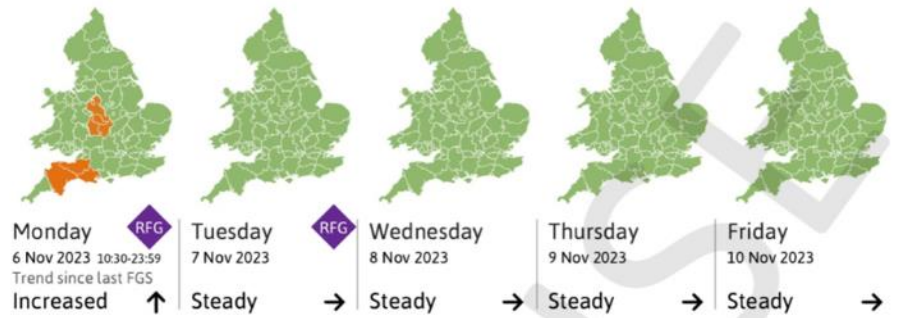 Monday
RFG
6 Nov 2023 10:30-23:59
Trend since last FGS
Increased
Tuesday
RFG
7 Nov 2023
Steady
Wednesday
8 Nov 2023
Steady
Thursday
9 Nov 2023
Steady
Friday
10 Nov 2023
Steady